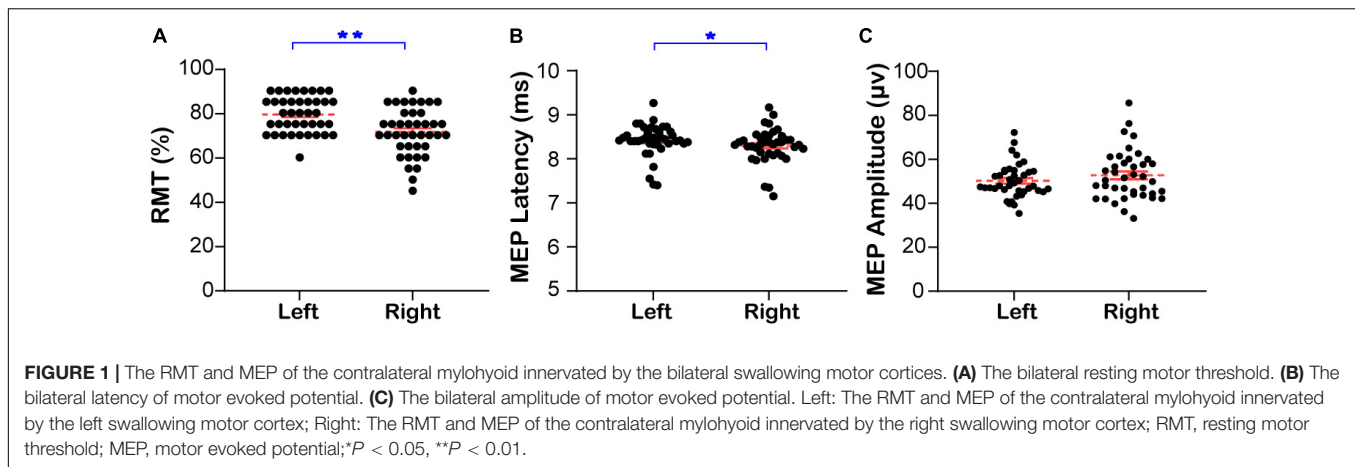 A
**
RMT (%)
100
80
60
40
20
0
Left Right
B
*
MEP Latency (ms)
10
9
8
7
6
5
Left Right
C
MEP Amplitude (μv)
100
80
60
40
20
0
Left Right
FIGURE 1 | The RMT and MEP of the contralateral mylohyoid innervated by the bilateral swallowing motor cortices. (A) The bilateral resting motor threshold. (B) The
bilateral latency of motor evoked potential. (C) The bilateral amplitude of motor evoked potential. Left: The RMT and MEP of the contralateral mylohyoid innervated
by the left swallowing motor cortex; Right: The RMT and MEP of the contralateral mylohyoid innervated by the right swallowing motor cortex; RMT, resting motor
threshold; MEP, motor evoked potential;*P < 0.05, **P < 0.01.